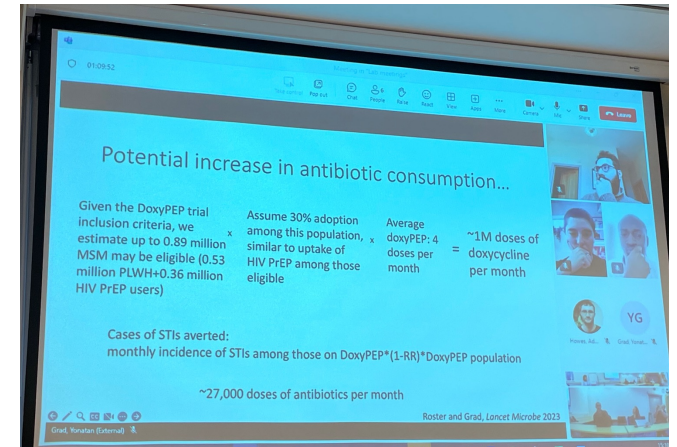 01:09:52
Pop out
Chat
People
Raise
React
View
Apps
More
Camera
Mic
Share
Leave
Potential increase in antibiotic consumption...
Given the DoxyPEP trial
inclusion criteria, we
estimate up to 0.89 million
MSM may be eligible (0.53
million PLWH+0.36 million
HIV PrEP users)
x
Assume 30% adoption
among this population,
similar to uptake of
HIV PrEP among those
eligible
x
Average
doxyPEP: 4
doses per
month
=
~1M doses of
doxycycline
per month
Cases of STIs averted:
monthly incidence of STIs among those on DoxyPEP*(1-RR)*DoxyPEP population
~27,000 doses of antibiotics per month
Roster and Grad, Lancet Microbe 2023
YG
Grad, Yonat...
Grad, Yonatan (External)